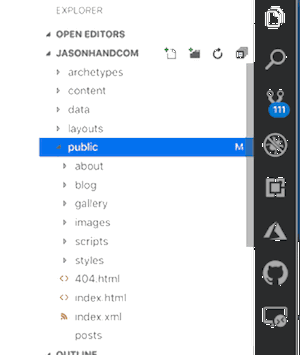 EXPLORER
OPEN EDITORS
JASONHANDCOM
archetypes
content
data
layouts
public M
about
blog
gallery
images
scripts
styles
404.html
index.html
index.xml
posts
OUTLINE
111